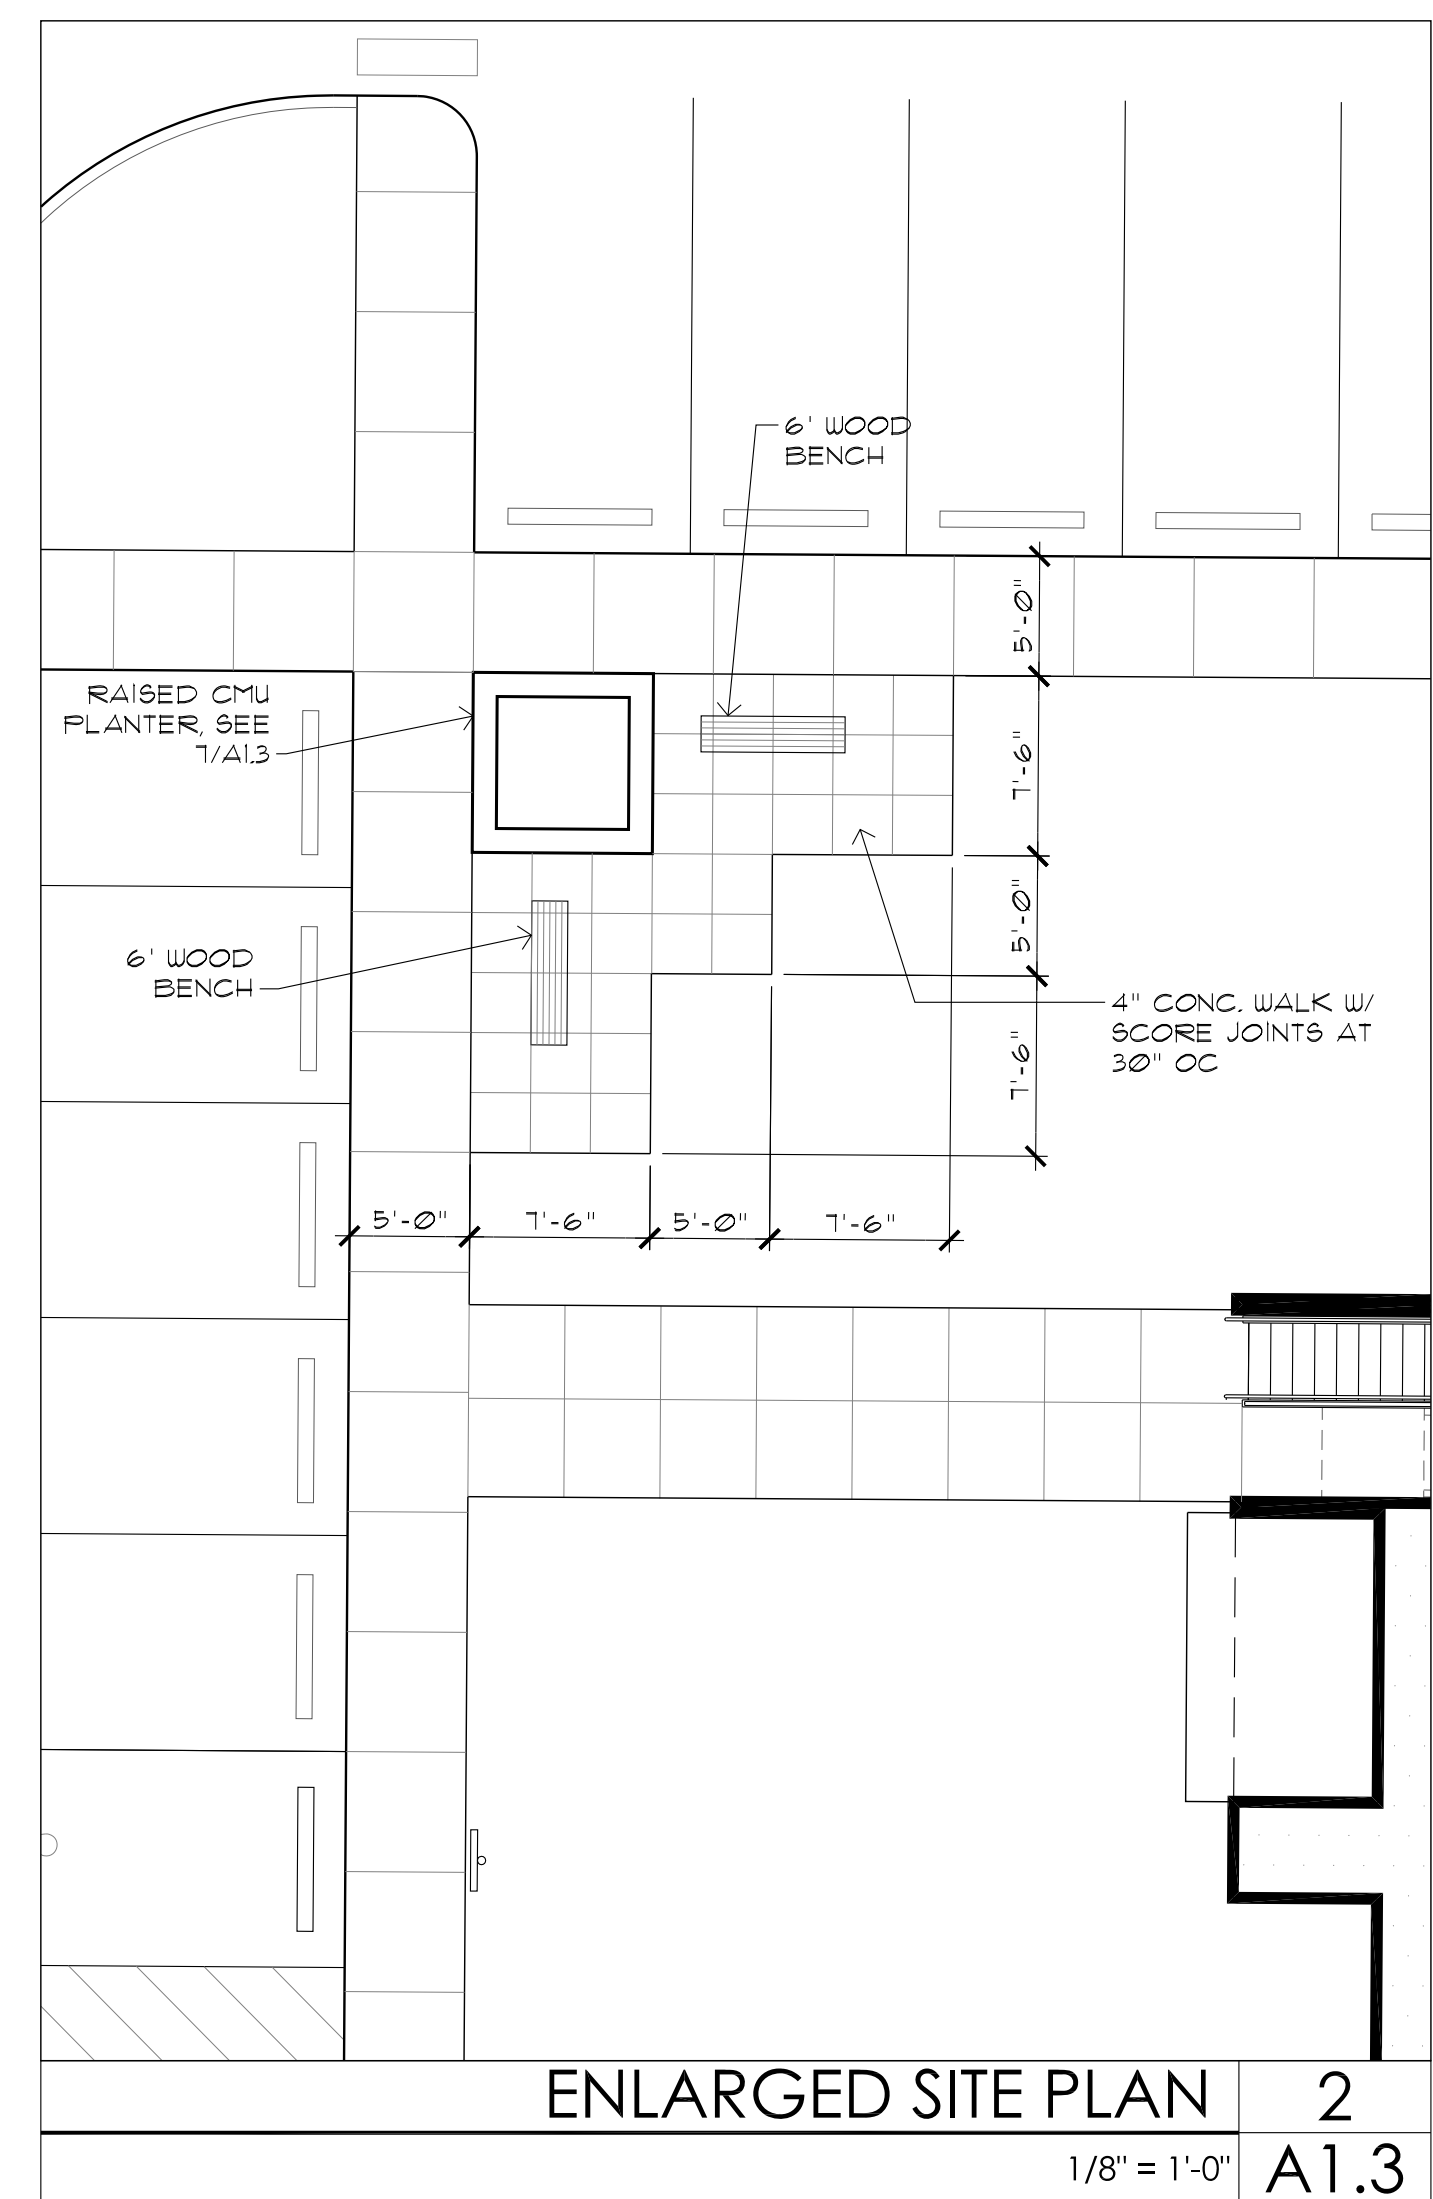 6' WOOD
BENCH
5'-0"
RAISED CMU
PLANTER, SEE
7/A1.3
7'-6"
5'-0"
6' WOOD
BENCH
4" CONC. WALK W/
SCORE JOINTS AT
30" OC
7'-6"
5'-0"
7'-6"
5'-0"
7'-6"
ENLARGED SITE PLAN
2
1/8" = 1'-0"
A1.3